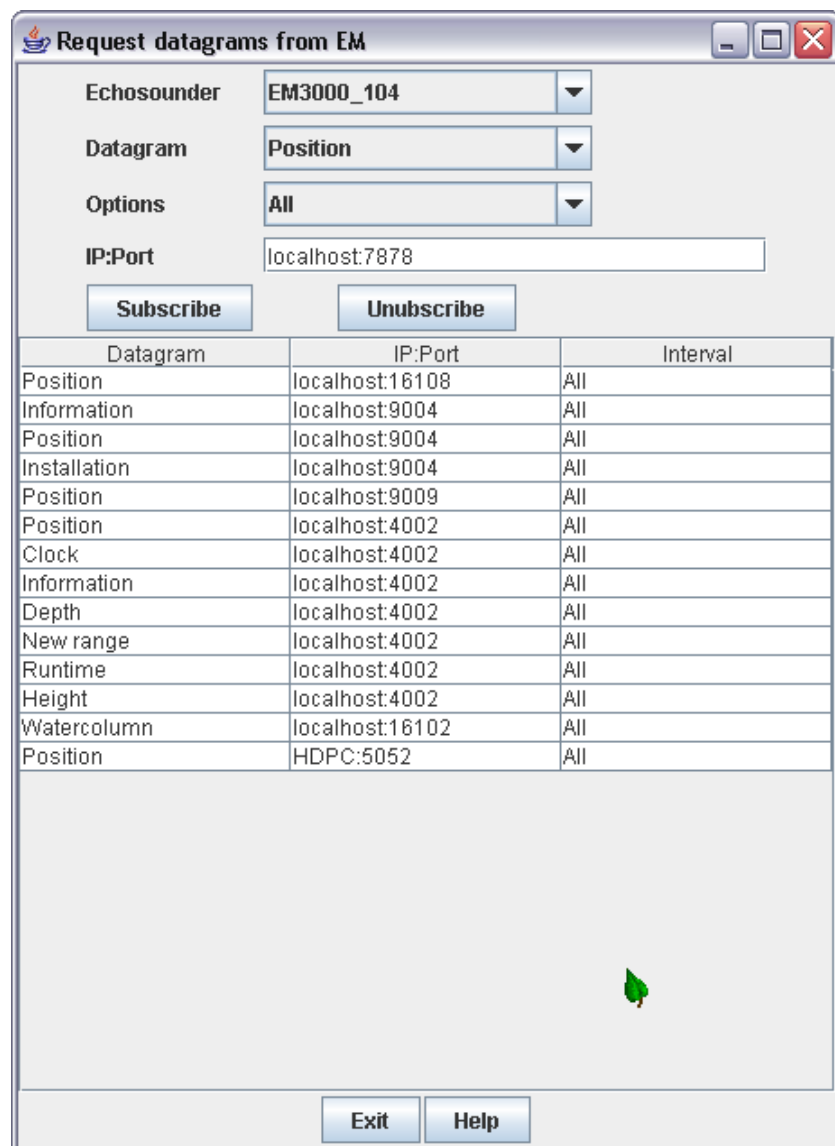 Request datagrams from EM
Echosounder EM3000_104
Datagram Position
Options All
IP:Port localhost:7878
Subscribe Unubscribe
Datagram IP:Port Interval
Position localhost:16108 All
Information localhost:9004 All
Position localhost:9004 All
Installation localhost:9004 All
Position localhost:9009 All
Position localhost:4002 All
Clock localhost:4002 All
Information localhost:4002 All
Depth localhost:4002 All
New range localhost:4002 All
Runtime localhost:4002 All
Height localhost:4002 All
Watercolumn localhost:16102 All
Position HDPC:5052 All
Exit Help